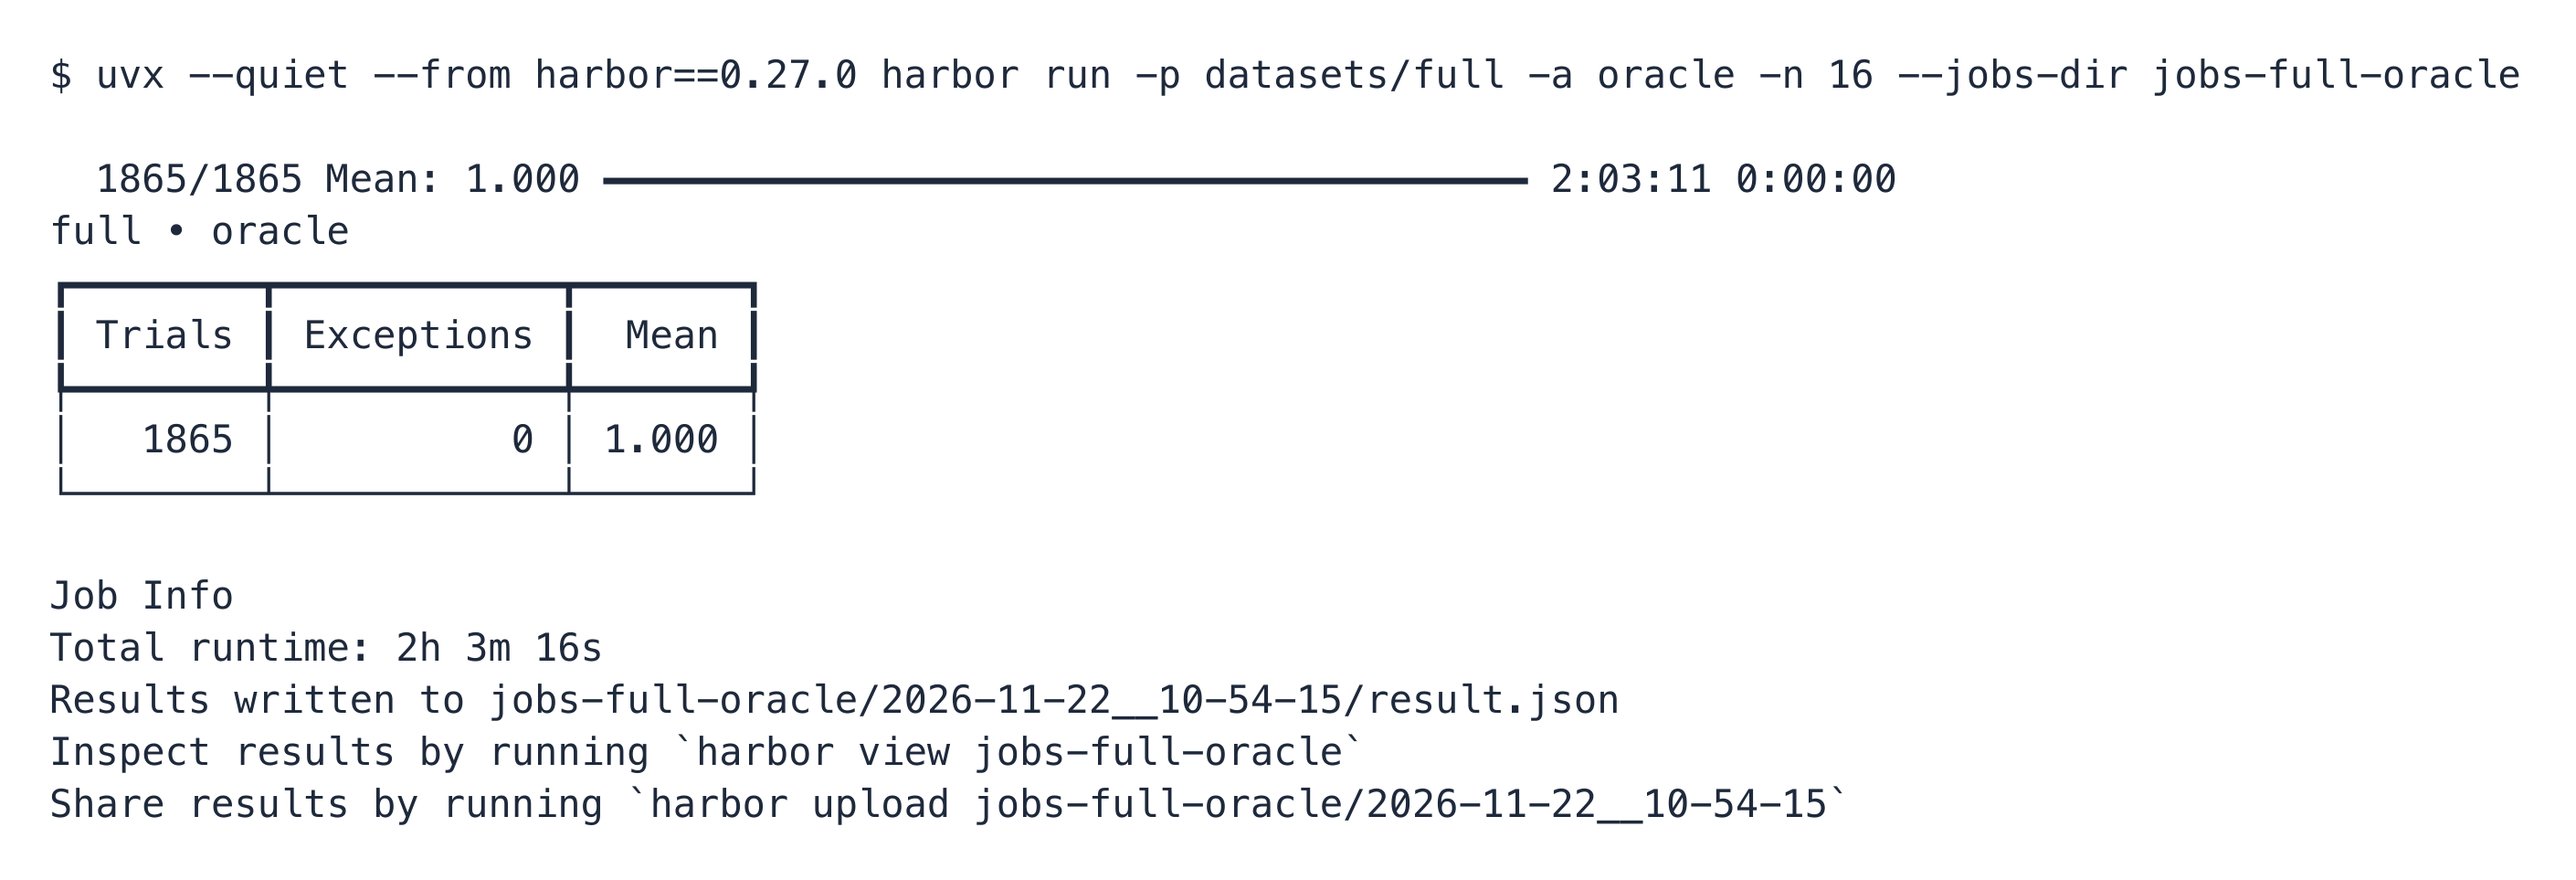 $ uvx --quiet --from harbor==0.27.0 harbor run -p datasets/full -a oracle -n 16 --jobs-dir jobs-full-oracle
1865/1865 Mean: 1.000 ━━━━━━━━━━━━━━━━━━━━━━━━━━━━━━━━━━━━━━━━ 2:03:11 0:00:00
full • oracle
Trials Exceptions Mean
1865 0 1.000
Job Info
Total runtime: 2h 3m 16s
Results written to jobs-full-oracle/2026-11-22__10-54-15/result.json
Inspect results by running `harbor view jobs-full-oracle`
Share results by running `harbor upload jobs-full-oracle/2026-11-22__10-54-15`